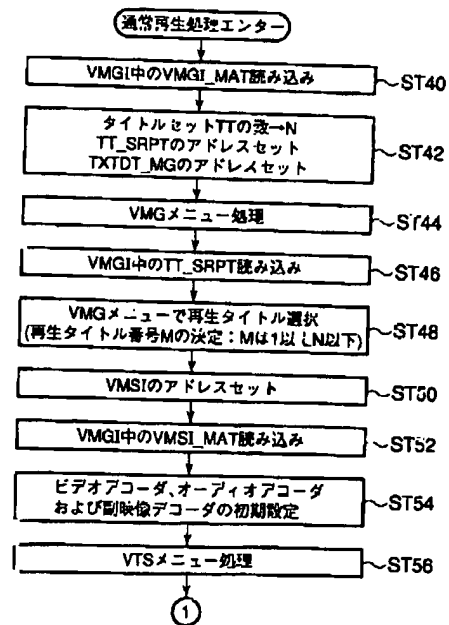 通常再生処理エンター
VMGI中のVMGI_MAT読み込み
ST40
タイトルセットTTの数→N
TT_SRPTのアドレスセット
TXTDT_MGのアドレスセット
ST42
VMGメニュー処理
ST44
VMGI中のTT_SRPT読み込み
ST46
VMGメニューで再生タイトル選択
(再生タイトル番号Mの決定：Mは1以上N以下)
ST48
VMSIのアドレスセット
ST50
VMGI中のVMSI_MAT読み込み
ST52
ビデオデコーダ、オーディオデコーダ
および副映像デコーダの初期設定
ST54
VTSメニュー処理
ST56
1